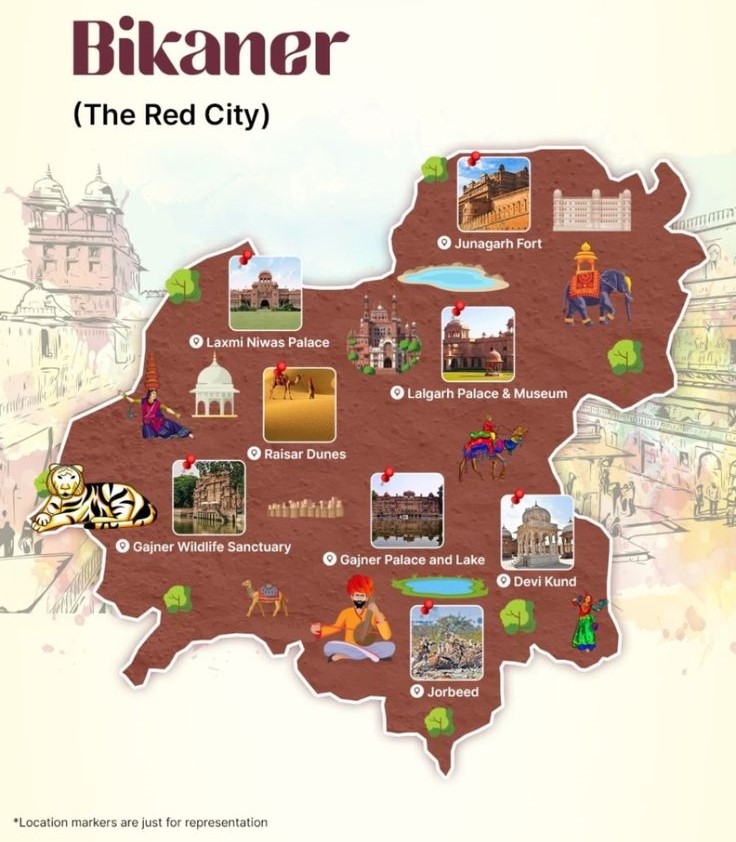 Bikaner
(The Red City)
Junagarh Fort
Laxmi Niwas Palace
Lalgarh Palace & Museum
Raisar Dunes
Gajner Wildlife Sanctuary
Gajner Palace and Lake
Devi Kund
Jorbeed
*Location markers are just for representation